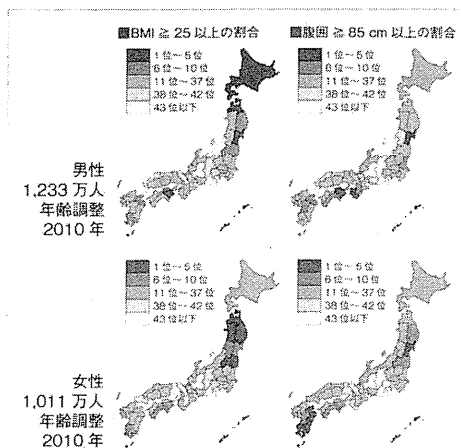 ■BMI ≧ 25 以上の割合
1 位～ 5 位
6 位～ 10 位
11 位～ 37 位
38 位～ 42 位
43 位以下
■腹囲 ≧ 85 cm 以上の割合
1 位～ 5 位
6 位～ 10 位
11 位～ 37 位
38 位～ 42 位
43 位以下
男性
1,233 万人
年齢調整
2010 年
1 位～ 5 位
6 位～ 10 位
11 位～ 37 位
38 位～ 42 位
43 位以下
1 位～ 5 位
6 位～ 10 位
11 位～ 37 位
38 位～ 42 位
43 位以下
女性
1,011 万人
年齢調整
2010 年